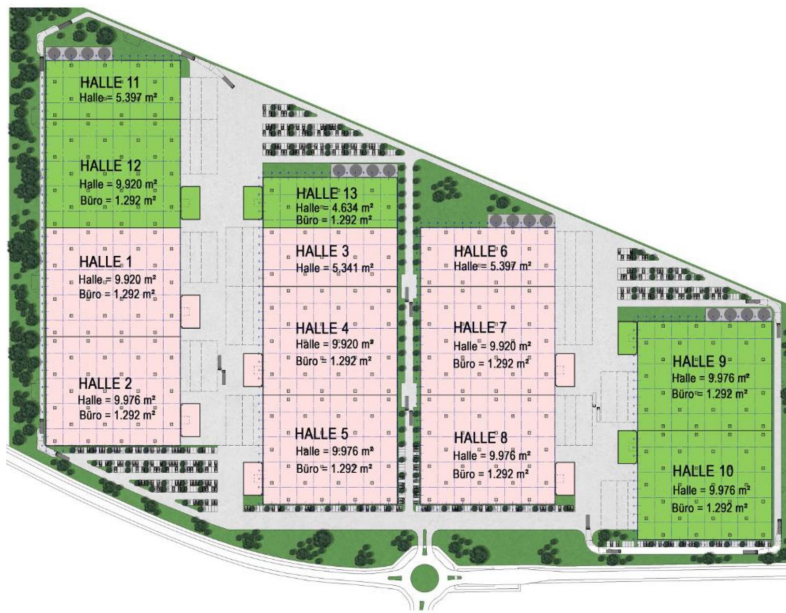 HALLE 11
Halle = 5.397 m²
HALLE 12
Halle = 9.920 m²
Büro = 1.292 m²
HALLE 1
Halle = 9.920 m²
Büro = 1.292 m²
HALLE 2
Halle = 9.976 m²
Büro = 1.292 m²
HALLE 13
Halle = 4.634 m²
Büro = 1.292 m²
HALLE 3
Halle = 5.341 m²
HALLE 4
Halle = 9.920 m²
Büro = 1.292 m²
HALLE 5
Halle = 9.976 m²
Büro = 1.292 m²
HALLE 6
Halle = 5.397 m²
HALLE 7
Halle = 9.920 m²
Büro = 1.292 m²
HALLE 8
Halle = 9.976 m²
Büro = 1.292 m²
HALLE 9
Halle = 9.976 m²
Büro = 1.292 m²
HALLE 10
Halle = 9.976 m²
Büro = 1.292 m²